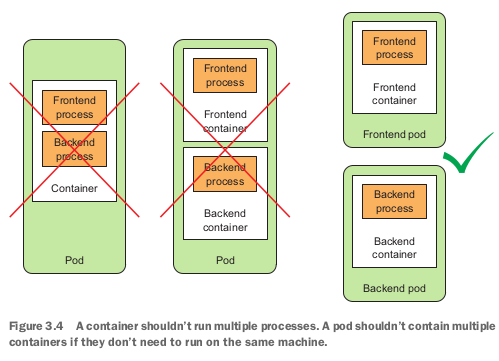 Frontend
process
Backend
process
Container
Pod
Frontend
process
Frontend
container
Backend
process
Backend
container
Pod
Frontend
process
Frontend
container
Frontend pod
Backend
process
Backend
container
Backend pod
Figure 3.4 A container shouldn't run multiple processes. A pod shouldn't contain multiple
containers if they don't need to run on the same machine.